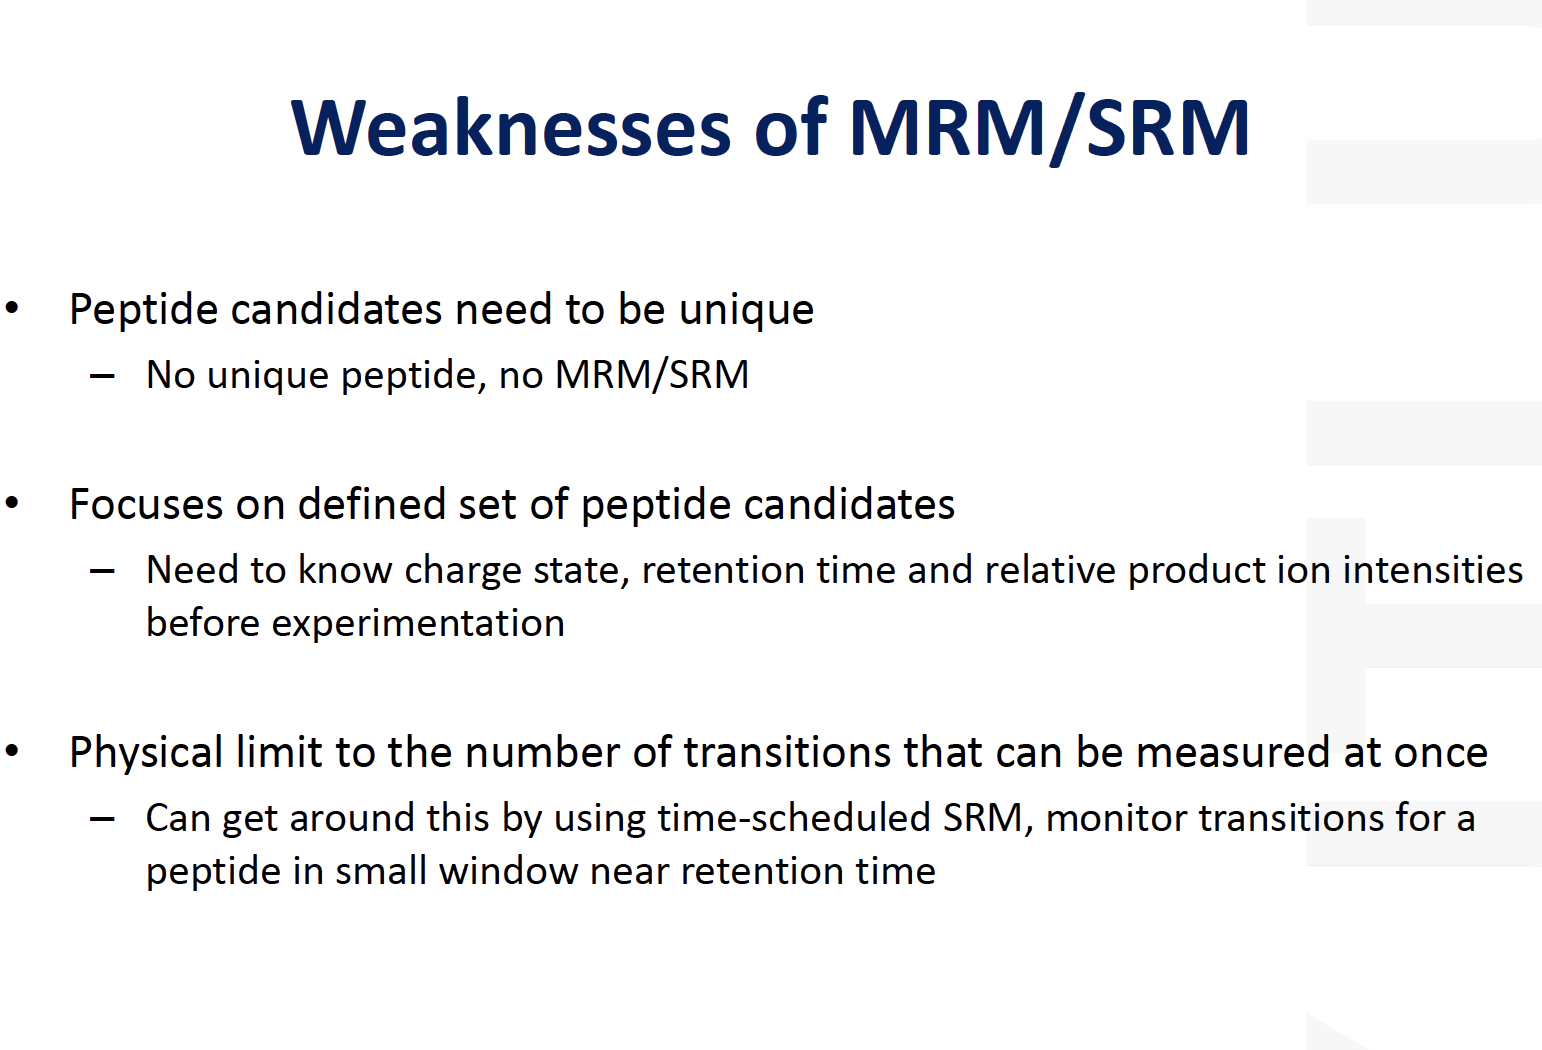 Weaknesses of MRM/SRM
• Peptide candidates need to be unique
– No unique peptide, no MRM/SRM
• Focuses on defined set of peptide candidates
– Need to know charge state, retention time and relative product ion intensities
before experimentation
• Physical limit to the number of transitions that can be measured at once
– Can get around this by using time-scheduled SRM, monitor transitions for a
peptide in small window near retention time